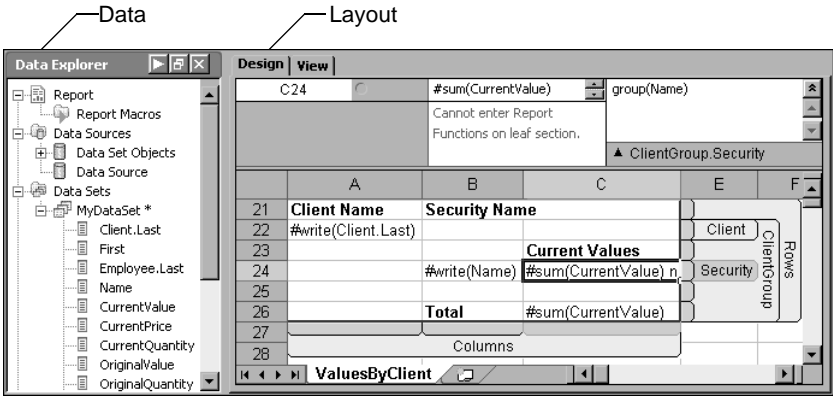 Data
Layout
Data Explorer
Report
Report Macros
Data Sources
Data Set Objects
Data Source
Data Sets
MyDataSet *
Client.Last
First
Employee.Last
Name
CurrentValue
CurrentPrice
CurrentQuantity
OriginalValue
OriginalQuantity
Design View
C24 #sum(CurrentValue) group(Name)
Cannot enter Report
Functions on leaf section.
ClientGroup.Security
A B C E F
21 Client Name Security Name
22 #write(Client.Last) Client
23 Current Values
24 #write(Name) #sum(CurrentValue) n Security
25
26 Total #sum(CurrentValue)
27
28 Columns
ClientGroup
Rows
ValuesByClient